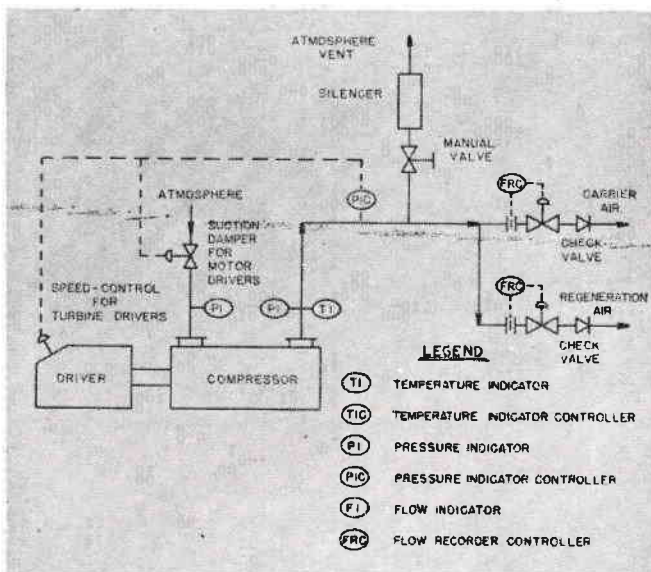 ATMOSPHERE
VENT
SILENCER
MANUAL
VALVE
PIC
FRC
CARRIER
AIR
CHECK
VALVE
ATMOSPHERE
SUCTION
DAMPER
FOR
MOTOR
DRIVERS
SPEED-CONTROL
FOR
TURBINE DRIVERS
PI
PI
TI
FRC
REGENERATION
AIR
CHECK
VALVE
DRIVER
COMPRESSOR
LEGEND
TI TEMPERATURE INDICATOR
TIC TEMPERATURE INDICATOR CONTROLLER
PI PRESSURE INDICATOR
PIC PRESSURE INDICATOR CONTROLLER
FI FLOW INDICATOR
FRC FLOW RECORDER CONTROLLER